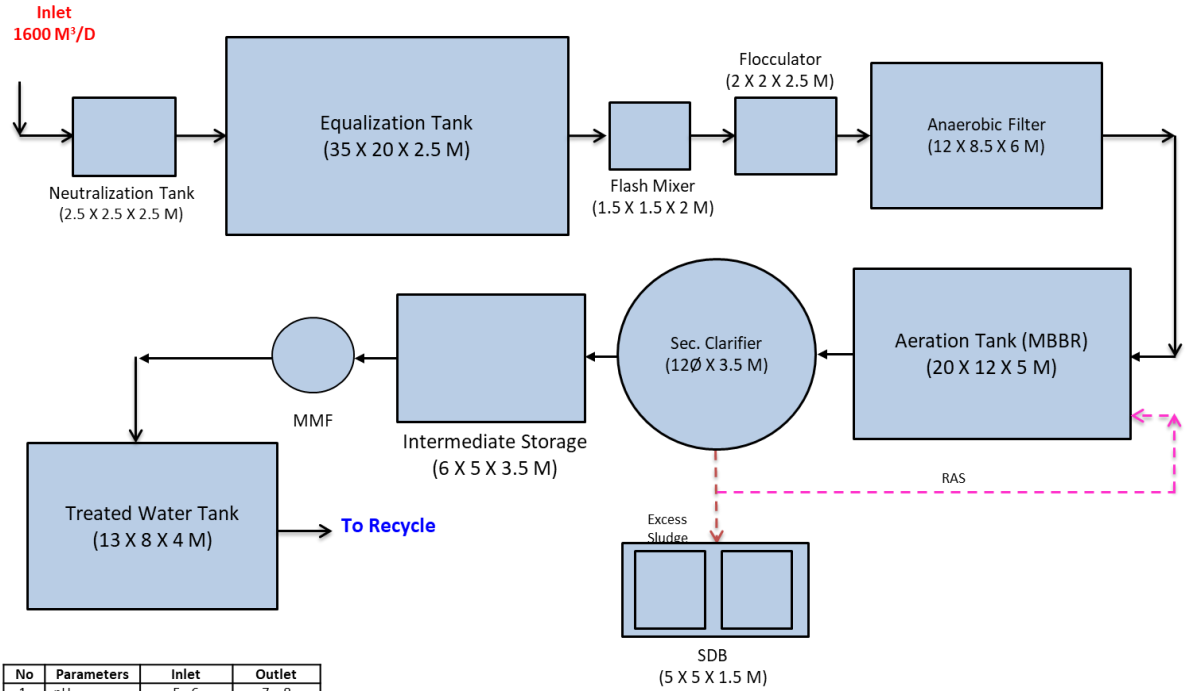 Inlet
1600 M³/D
Neutralization Tank
(2.5 X 2.5 X 2.5 M)
Equalization Tank
(35 X 20 X 2.5 M)
Flash Mixer
(1.5 X 1.5 X 2 M)
Flocculator
(2 X 2 X 2.5 M)
Anaerobic Filter
(12 X 8.5 X 6 M)
Aeration Tank (MBBR)
(20 X 12 X 5 M)
Sec. Clarifier
(12Ø X 3.5 M)
Intermediate Storage
(6 X 5 X 3.5 M)
MMF
Treated Water Tank
(13 X 8 X 4 M)
To Recycle
RAS
Excess
Sludge
SDB
(5 X 5 X 1.5 M)
No Parameters Inlet Outlet